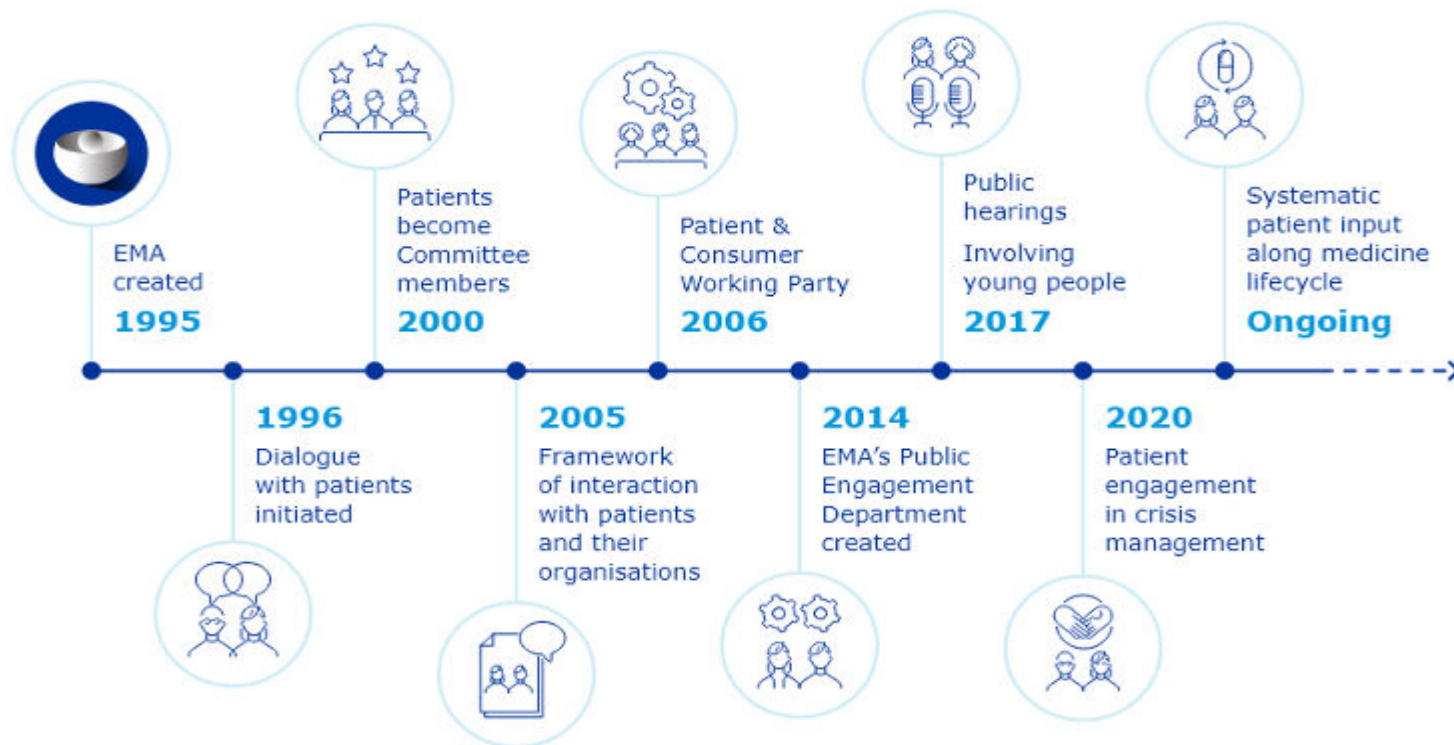 EMA
created
1995
1996
Dialogue
with patients
initiated
Patients
become
Committee
members
2000
2005
Framework
of interaction
with patients
and their
organisations
Patient &
Consumer
Working Party
2006
2014
EMA's Public
Engagement
Department
created
Public
hearings
Involving
young people
2017
2020
Patient
engagement
in crisis
management
Systematic
patient input
along medicine
lifecycle
Ongoing